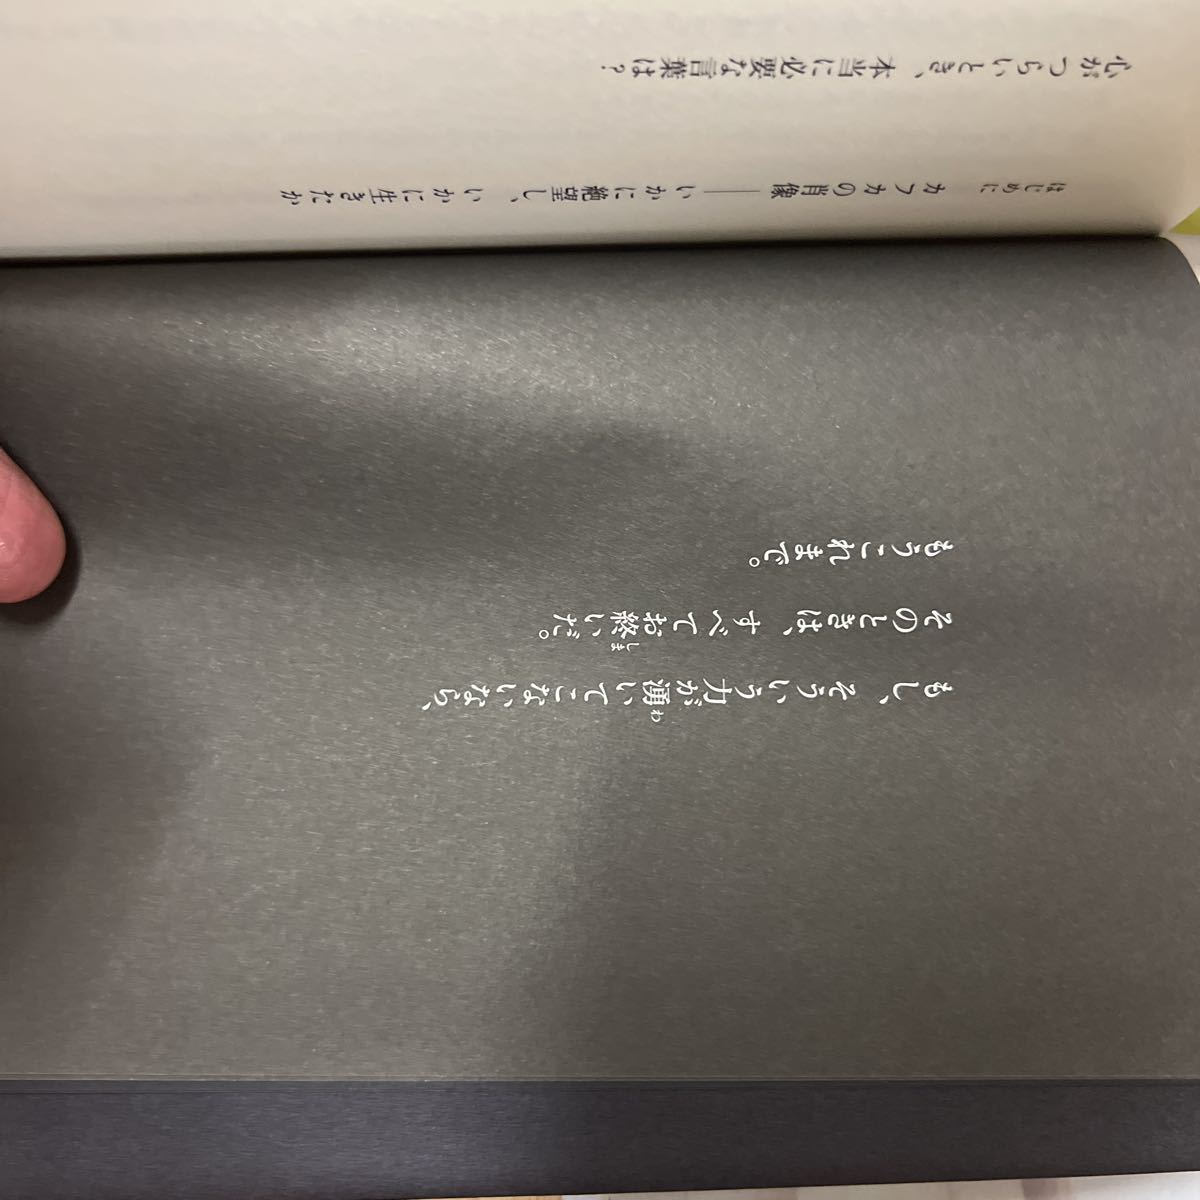 もし、そういう力が湧いてこないなら、
わ
そのときは、すべてお終いだ。
しま
もうこれまで。
はじめに　カフカの肖像――いかに絶望し、いかに生きたか
心がつらいとき、本当に必要な言葉は?